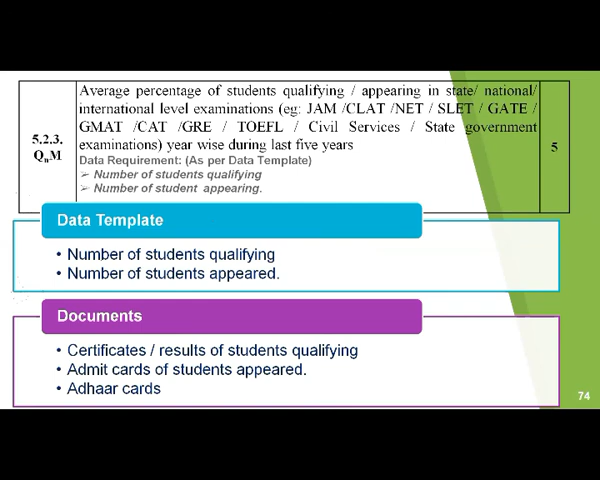 Average percentage of students qualifying / appearing in state/ national/
international level examinations (eg: JAM /CLAT /NET / SLET / GATE /
GMAT /CAT /GRE / TOEFL / Civil Services / State government
examinations) year wise during last five years
Data Requirement: (As per Data Template)
➢ Number of students qualifying
➢ Number of student appearing.
5.2.3.
QnM
5
Data Template
• Number of students qualifying
• Number of students appeared.
Documents
• Certificates / results of students qualifying
• Admit cards of students appeared.
• Adhaar cards
74